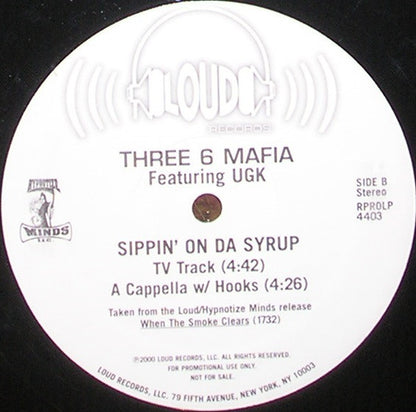 LOUD
RECORDS
THREE 6 MAFIA
Featuring UGK
HYPNOTIZE
MINDS
SIDE B
Stereo
RPROLP
4403
SIPPIN' ON DA SYRUP
TV Track (4:42)
A Cappella w/ Hooks (4:26)
Taken from the Loud/Hypnotize Minds release
When The Smoke Clears (1732)
℗2000 LOUD RECORDS, LLC. ALL RIGHTS RESERVED.
FOR PROMOTIONAL USE ONLY.
NOT FOR SALE.
LOUD RECORDS, LLC. 79 FIFTH AVENUE, NEW YORK, NY 10003